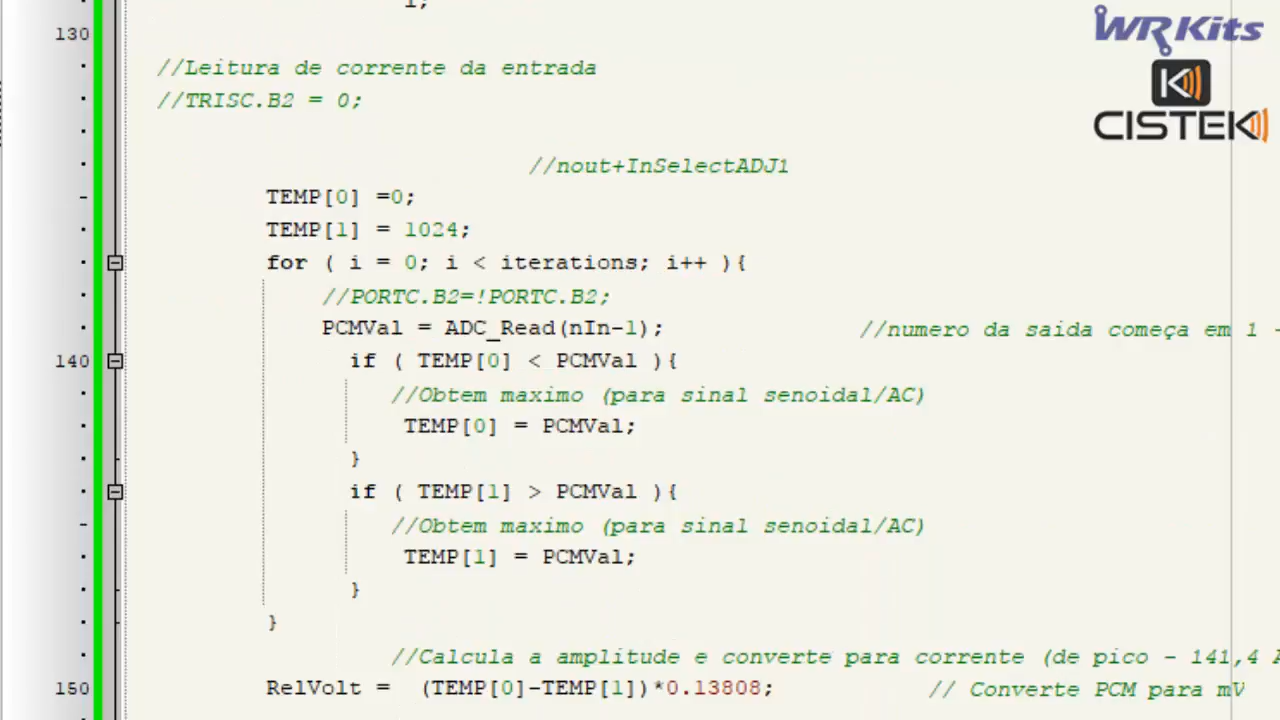 130
WR Kits
CISTEK
//Leitura de corrente da entrada
//TRISC.B2 = 0;
//nout+InSelectADJ1
TEMP[0] =0;
TEMP[1] = 1024;
for ( i = 0; i < iterations; i++ ){
//PORTC.B2=!PORTC.B2;
PCMVal = ADC_Read(nIn-1); //numero da saida começa em 1 -
140 if ( TEMP[0] < PCMVal ){
//Obtem maximo (para sinal senoidal/AC)
TEMP[0] = PCMVal;
}
if ( TEMP[1] > PCMVal ){
//Obtem maximo (para sinal senoidal/AC)
TEMP[1] = PCMVal;
}
}
//Calcula a amplitude e converte para corrente (de pico - 141,4
150 RelVolt = (TEMP[0]-TEMP[1])*0.13808; // Converte PCM para mV